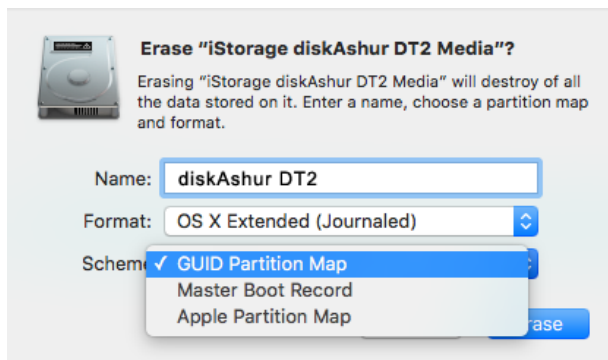 Erase “iStorage diskAshur DT2 Media”?
Erasing “iStorage diskAshur DT2 Media” will destroy of all
the data stored on it. Enter a name, choose a partition map
and format.
Name: diskAshur DT2
Format: OS X Extended (Journaled)
✓ GUID Partition Map
Master Boot Record
Apple Partition Map